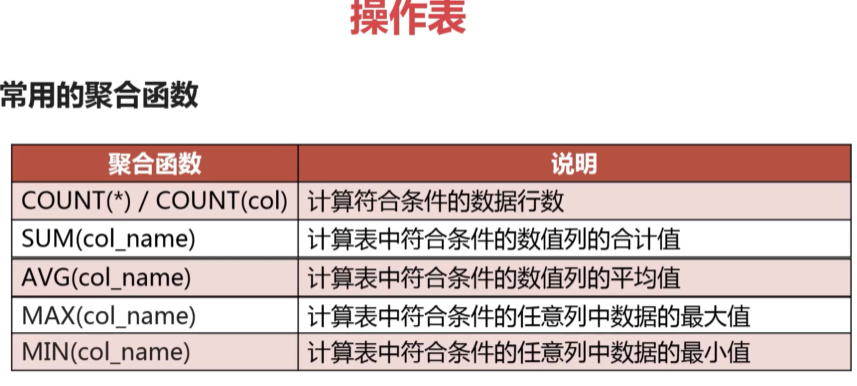 操作表
常用的聚合函数
聚合函数 说明
COUNT(*) / COUNT(col) 计算符合条件的数据行数
SUM(col_name) 计算表中符合条件的数值列的合计值
AVG(col_name) 计算表中符合条件的数值列的平均值
MAX(col_name) 计算表中符合条件的任意列中数据的最大值
MIN(col_name) 计算表中符合条件的任意列中数据的最小值